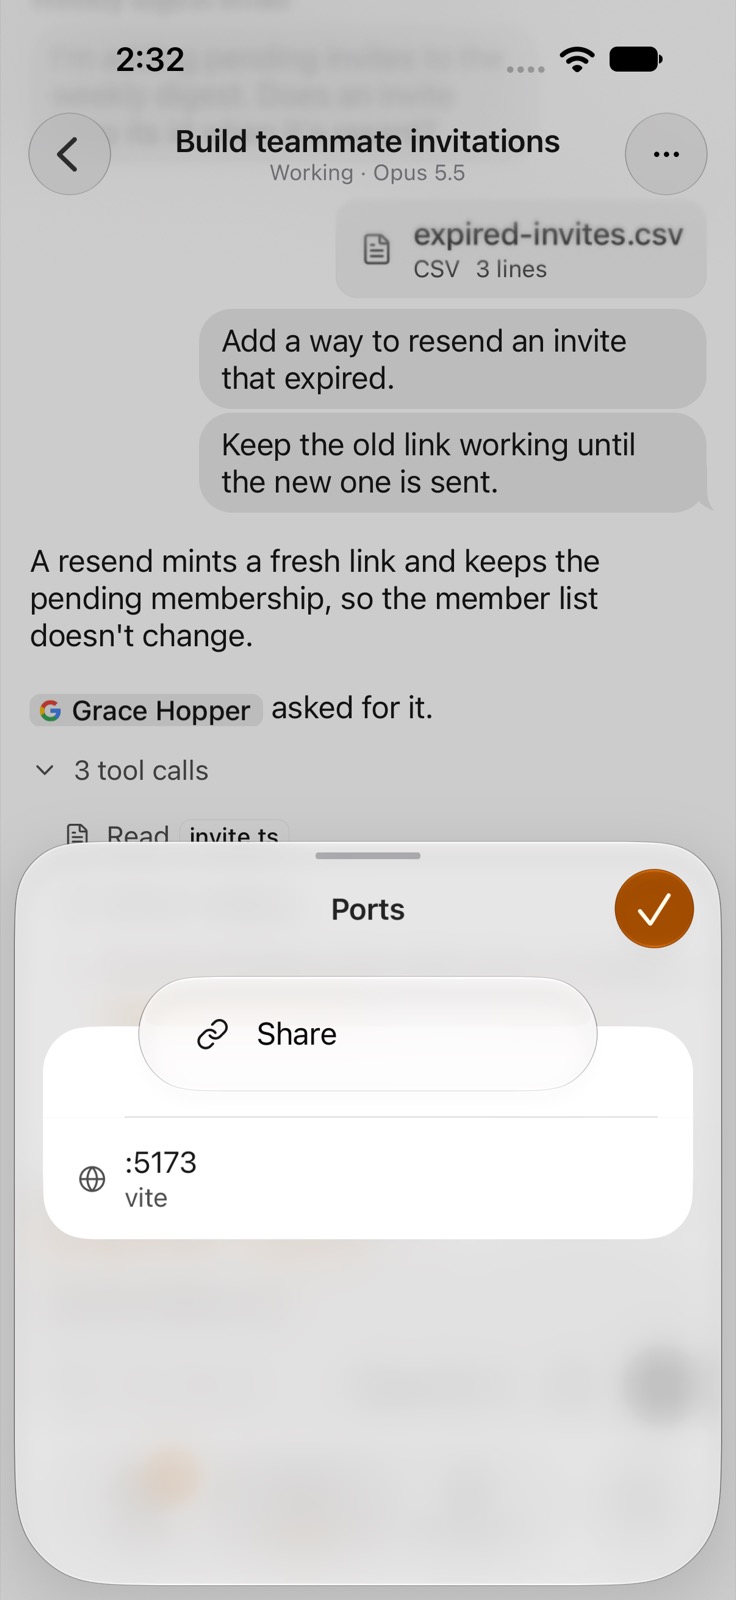 2:32
Build teammate invitations
Working · Opus 5.5
expired-invites.csv
CSV 3 lines
Add a way to resend an invite
that expired.
Keep the old link working until
the new one is sent.
A resend mints a fresh link and keeps the
pending membership, so the member list
doesn't change.
Grace Hopper asked for it.
3 tool calls
Read invite.ts
Ports
Share
:5173
vite